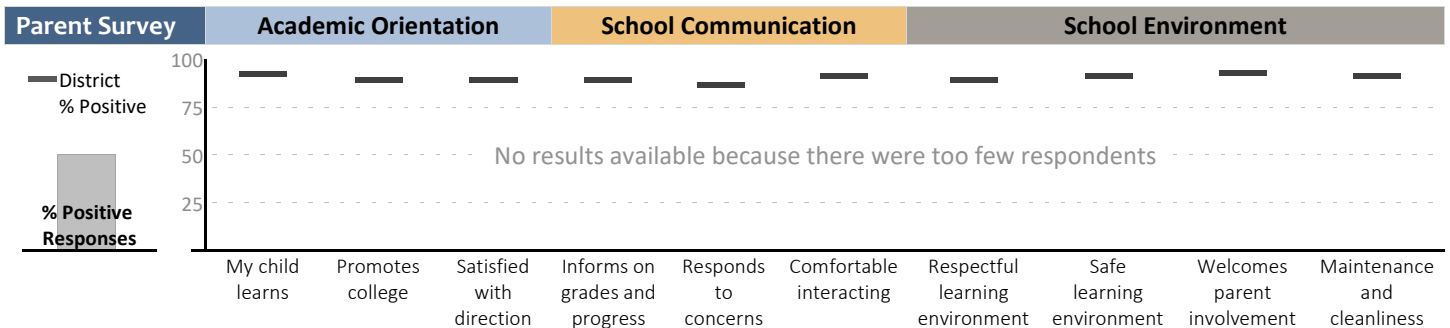 Parent Survey
Academic Orientation
School Communication
School Environment
District
% Positive
% Positive
Responses
100
75
50
25
No results available because there were too few respondents
My child
learns
Promotes
college
Satisfied
with
direction
Informs on
grades and
progress
Responds
to
concerns
Comfortable
interacting
Respectful
learning
environment
Safe
learning
environment
Welcomes
parent
involvement
Maintenance
and
cleanliness